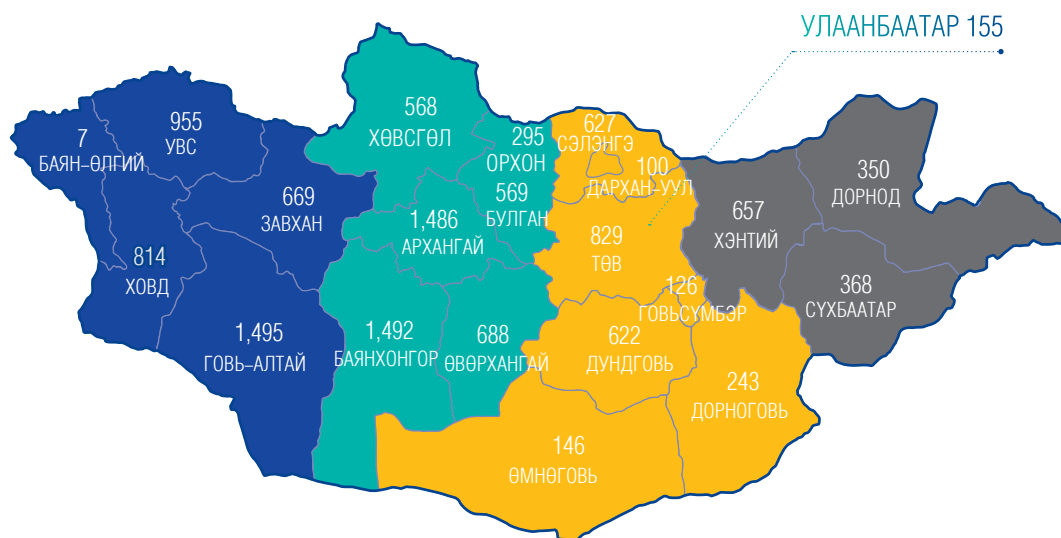 УЛААНБААТАР 155
7
БАЯН-ӨЛГИЙ
955
УВС
669
ЗАВХАН
814
ХОВД
1,495
ГОВЬ-АЛТАЙ
568
ХӨВСГӨЛ
295
ОРХОН
569
БУЛГАН
1,486
АРХАНГАЙ
1,492
БАЯНХОНГОР
688
ӨВӨРХАНГАЙ
627
СЭЛЭНГЭ
100
ДАРХАН-УУЛ
829
ТӨВ
126
ГОВЬСҮМБЭР
622
ДУНДГОВЬ
243
ДОРНОГОВЬ
146
ӨМНӨГОВЬ
657
ХЭНТИЙ
350
ДОРНОД
368
СҮХБААТАР